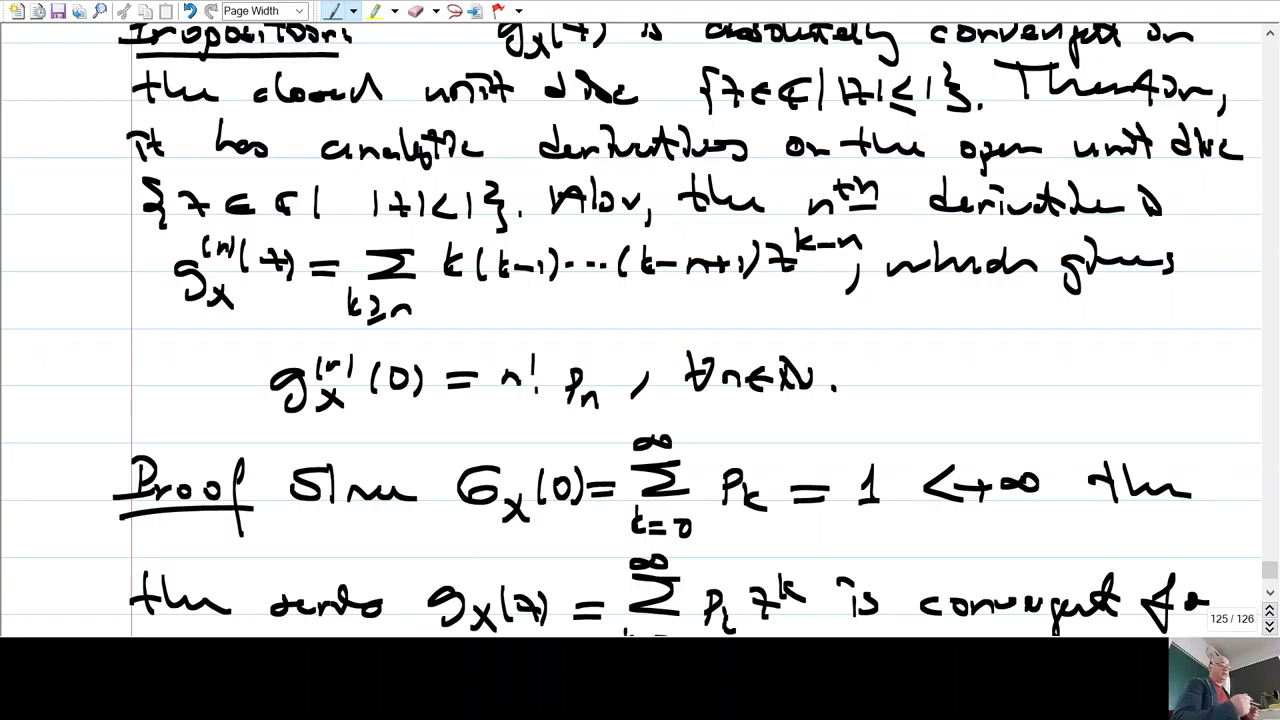 Page Width
Proposition: g_X(z) is absolutely convergent on
the closed unit disc {z∈ℂ | |z|≤1}. Therefore,
it has analytic derivatives on the open unit disc
{z∈ℂ | |z|<1}. Also, the nth derivative is
g_X^(n)(z) = Σ_{k≥n} k(k-1)···(k-n+1) z^{k-n}, which gives
g_X^(n)(0) = n! p_n, ∀n∈ℕ.
Proof Since G_X(0) = Σ_{k=0}^∞ p_k = 1 <+∞ the
the series g_X(z) = Σ^∞ p_k z^k is convergent for
125 / 126